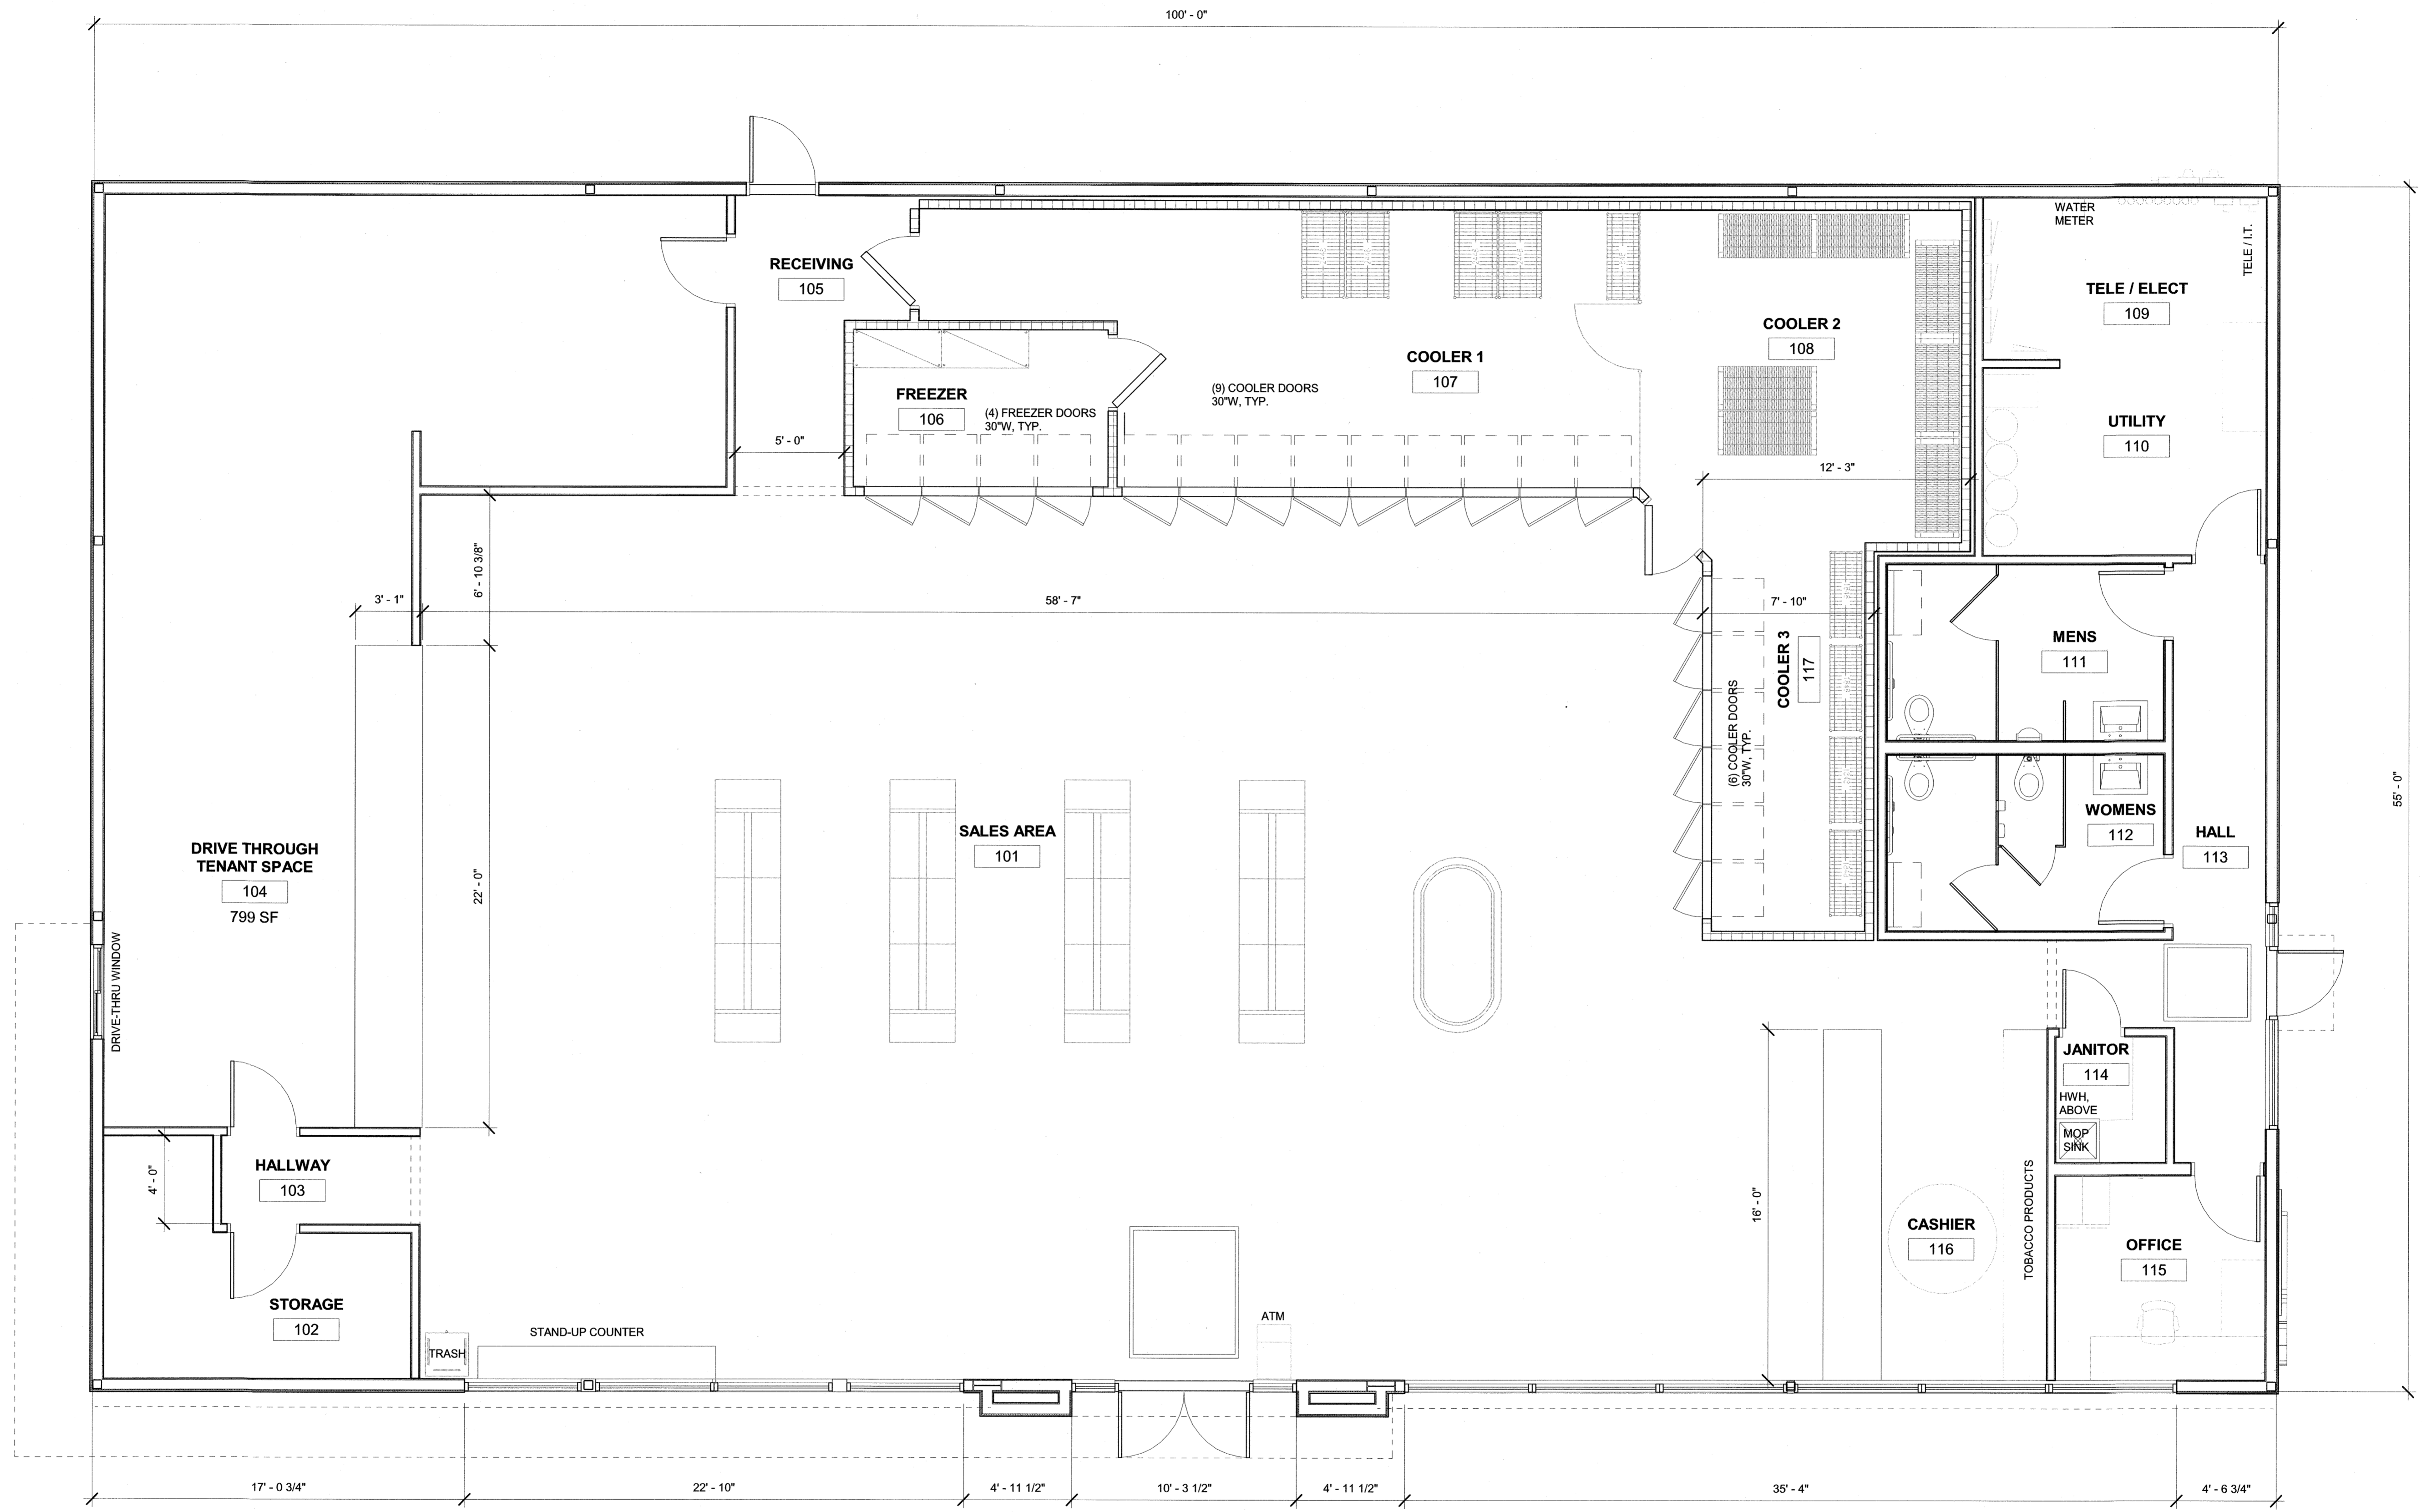 100' - 0"
WATER
METER
TELE / I.T.
RECEIVING
105
TELE / ELECT
109
COOLER 2
108
COOLER 1
107
FREEZER
106
(4) FREEZER DOORS
30"W, TYP.
(9) COOLER DOORS
30"W, TYP.
UTILITY
110
5' - 0"
12' - 3"
6' - 10 3/8"
3' - 1"
58' - 7"
7' - 10"
COOLER 3
117
(6) COOLER DOORS
30"W, TYP.
MENS
111
55' - 0"
WOMENS
112
HALL
113
SALES AREA
101
DRIVE THROUGH
TENANT SPACE
104
799 SF
22' - 0"
DRIVE-THRU WINDOW
JANITOR
114
HWH,
ABOVE
MOP
SINK
HALLWAY
103
4' - 0"
16' - 0"
CASHIER
116
TOBACCO PRODUCTS
OFFICE
115
STORAGE
102
TRASH
STAND-UP COUNTER
ATM
17' - 0 3/4"
22' - 10"
4' - 11 1/2"
10' - 3 1/2"
4' - 11 1/2"
35' - 4"
4' - 6 3/4"